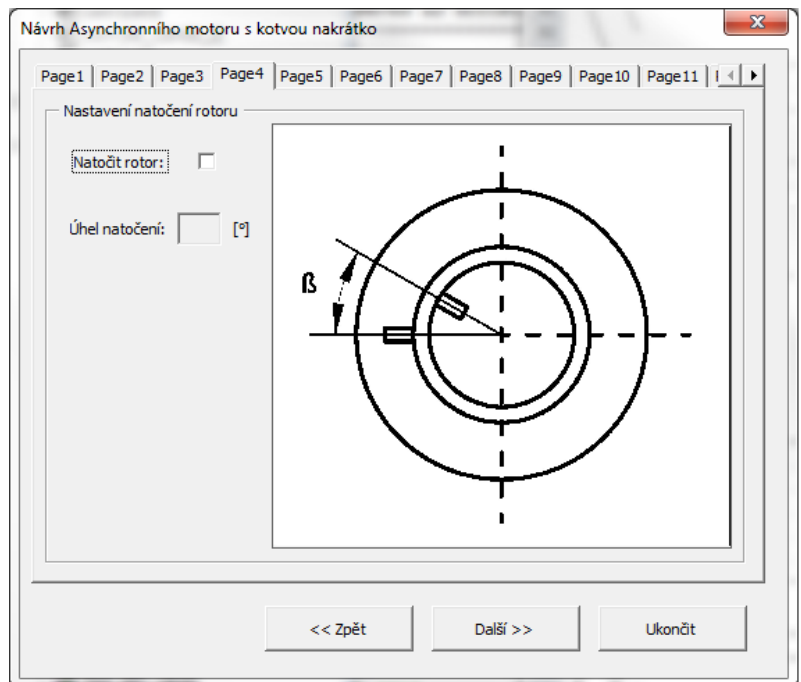 Návrh Asynchronního motoru s kotvou nakrátko
Page1 Page2 Page3 Page4 Page5 Page6 Page7 Page8 Page9 Page10 Page11
Nastavení natočení rotoru
Natočit rotor:
Úhel natočení: [º]
ß
<< Zpět Další >> Ukončit